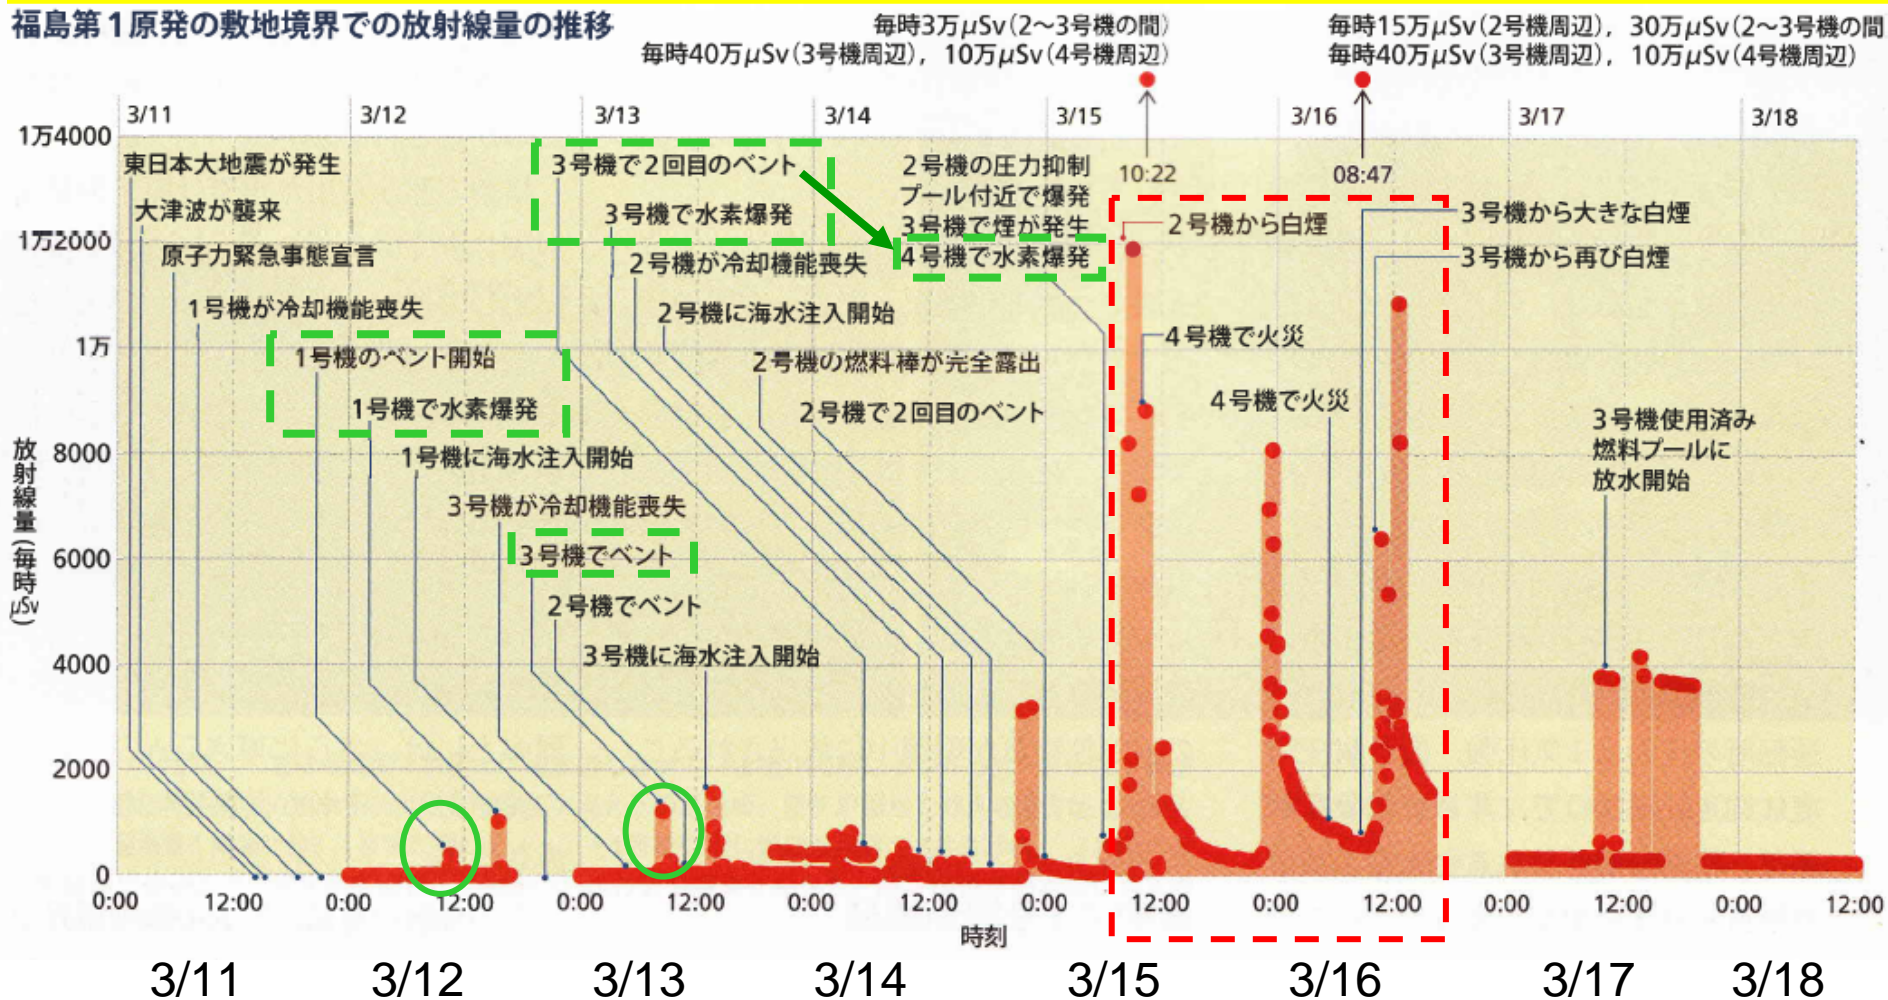 福島第1原発の敷地境界での放射線量の推移
毎時3万μSv(2〜3号機の間)
毎時40万μSv(3号機周辺)，10万μSv(4号機周辺)
毎時15万μSv(2号機周辺)，30万μSv(2〜3号機の間
毎時40万μSv(3号機周辺)，10万μSv(4号機周辺)
3/11 3/12 3/13 3/14 3/15 3/16 3/17 3/18
10:22
08:47
1万4000
1万2000
1万
8000
6000
4000
2000
0
放射線量(毎時μSv)
東日本大地震が発生
大津波が襲来
原子力緊急事態宣言
1号機が冷却機能喪失
1号機のベント開始
1号機で水素爆発
1号機に海水注入開始
3号機が冷却機能喪失
3号機でベント
2号機でベント
3号機に海水注入開始
3号機で2回目のベント
3号機で水素爆発
2号機が冷却機能喪失
2号機に海水注入開始
2号機の燃料棒が完全露出
2号機で2回目のベント
2号機の圧力抑制
プール付近で爆発
3号機で煙が発生
4号機で水素爆発
2号機から白煙
4号機で火災
4号機で火災
3号機から大きな白煙
3号機から再び白煙
3号機使用済み
燃料プールに
放水開始
0:00 12:00 0:00 12:00 0:00 12:00 0:00 12:00 0:00 12:00 0:00 12:00 0:00 12:00 0:00 12:00
時刻
3/11 3/12 3/13 3/14 3/15 3/16 3/17 3/18